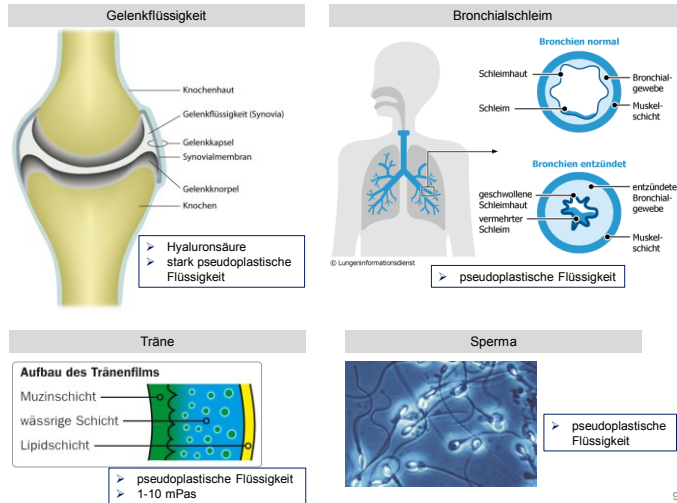 Gelenkflüssigkeit
Knochenhaut
Gelenkflüssigkeit (Synovia)
Gelenkkapsel
Synovialmembran
Gelenkknorpel
Knochen
➢ Hyaluronsäure
➢ stark pseudoplastische
Flüssigkeit
Bronchialschleim
Bronchien normal
Schleimhaut
Schleim
Bronchial-
gewebe
Muskel-
schicht
Bronchien entzündet
geschwollene
Schleimhaut
vermehrter
Schleim
entzündete
Bronchial-
gewebe
Muskel-
schicht
© Lungeninformationsdienst
➢ pseudoplastische Flüssigkeit
Träne
Aufbau des Tränenfilms
Muzinschicht
wässrige Schicht
Lipidschicht
➢ pseudoplastische Flüssigkeit
➢ 1-10 mPas
Sperma
➢ pseudoplastische
Flüssigkeit
9